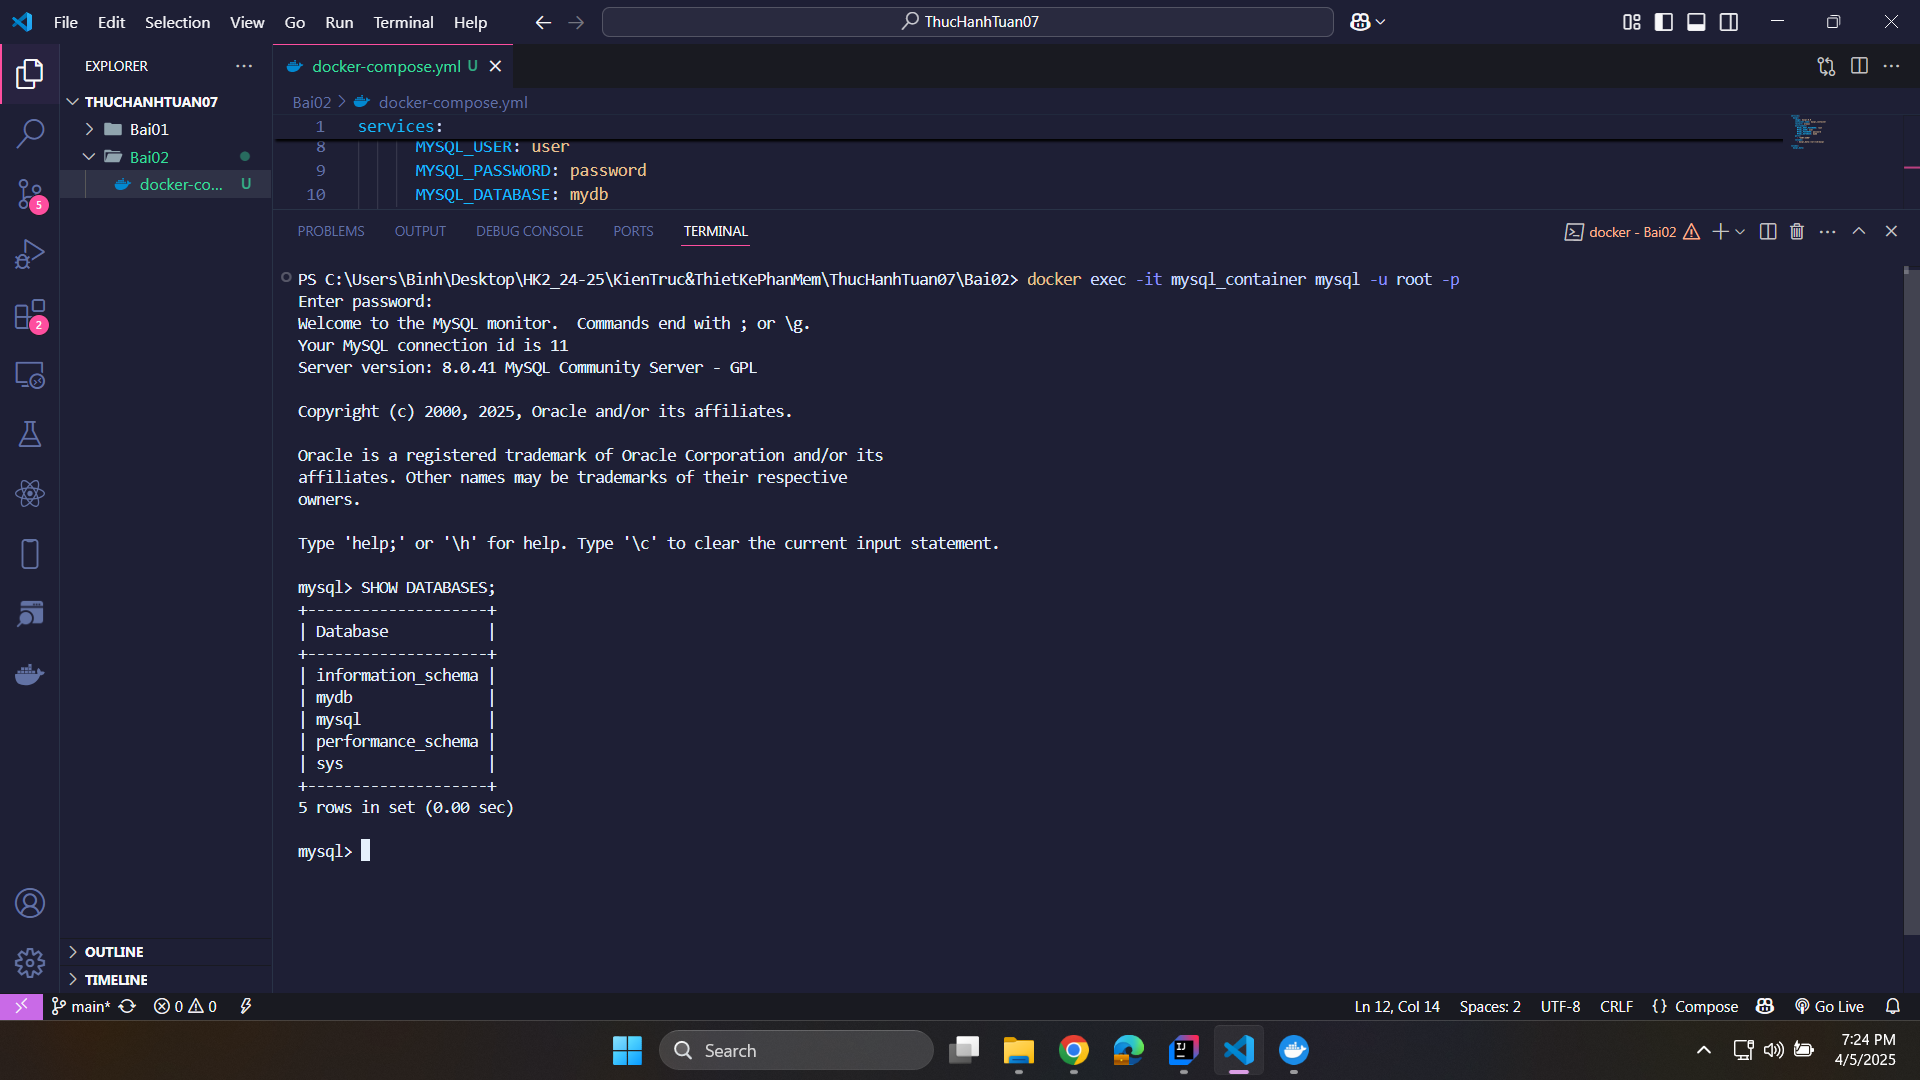 File Edit Selection View Go Run Terminal Help
ThucHanhTuan07
EXPLORER
THUCHANHTUAN07
Bai01
Bai02
docker-co... U
OUTLINE
TIMELINE
5
2
docker-compose.yml U
Bai02 > docker-compose.yml
1 services:
8 MYSQL_USER: user
9 MYSQL_PASSWORD: password
10 MYSQL_DATABASE: mydb
PROBLEMS OUTPUT DEBUG CONSOLE PORTS TERMINAL
docker - Bai02
PS C:\Users\Binh\Desktop\HK2_24-25\KienTruc&ThietKePhanMem\ThucHanhTuan07\Bai02> docker exec -it mysql_container mysql -u root -p
Enter password:
Welcome to the MySQL monitor.  Commands end with ; or \g.
Your MySQL connection id is 11
Server version: 8.0.41 MySQL Community Server - GPL
Copyright (c) 2000, 2025, Oracle and/or its affiliates.
Oracle is a registered trademark of Oracle Corporation and/or its
affiliates. Other names may be trademarks of their respective
owners.
Type 'help;' or '\h' for help. Type '\c' to clear the current input statement.
mysql> SHOW DATABASES;
+--------------------+
| Database           |
+--------------------+
| information_schema |
| mydb               |
| mysql              |
| performance_schema |
| sys                |
+--------------------+
5 rows in set (0.00 sec)
mysql>
main* 0 0
Ln 12, Col 14 Spaces: 2 UTF-8 CRLF {} Compose Go Live
Search
7:24 PM
4/5/2025